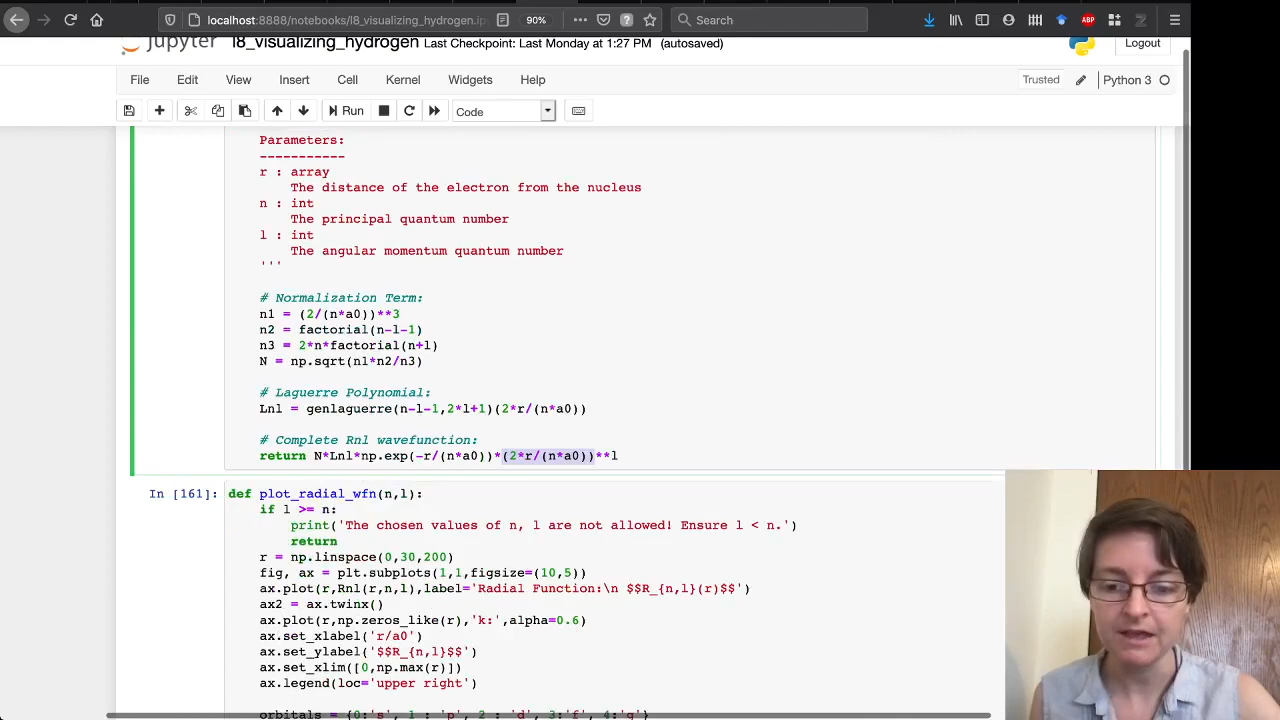 localhost:8888/notebooks/l8_visualizing_hydrogen.ip
90%
Search
ABP
Jupyter l8_visualizing_hydrogen Last Checkpoint: Last Monday at 1:27 PM (autosaved)
Logout
File Edit View Insert Cell Kernel Widgets Help
Trusted
Python 3
Run
Code
Parameters:
-----------
r : array
The distance of the electron from the nucleus
n : int
The principal quantum number
l : int
The angular momentum quantum number
'''
# Normalization Term:
n1 = (2/(n*a0))**3
n2 = factorial(n-l-1)
n3 = 2*n*factorial(n+l)
N = np.sqrt(n1*n2/n3)
# Laguerre Polynomial:
Lnl = genlaguerre(n-l-1,2*l+1)(2*r/(n*a0))
# Complete Rnl wavefunction:
return N*Lnl*np.exp(-r/(n*a0))*(2*r/(n*a0))**l
In [161]: def plot_radial_wfn(n,l):
if l >= n:
print('The chosen values of n, l are not allowed! Ensure l < n.')
return
r = np.linspace(0,30,200)
fig, ax = plt.subplots(1,1,figsize=(10,5))
ax.plot(r,Rnl(r,n,l),label='Radial Function:\n $$R_{n,l}(r)$$')
ax2 = ax.twinx()
ax.plot(r,np.zeros_like(r),'k:',alpha=0.6)
ax.set_xlabel('r/a0')
ax.set_ylabel('$$R_{n,l}$$')
ax.set_xlim([0,np.max(r)])
ax.legend(loc='upper right')
orbitals = {0:'s', 1 : 'p', 2 : 'd', 3:'f', 4:'g'}